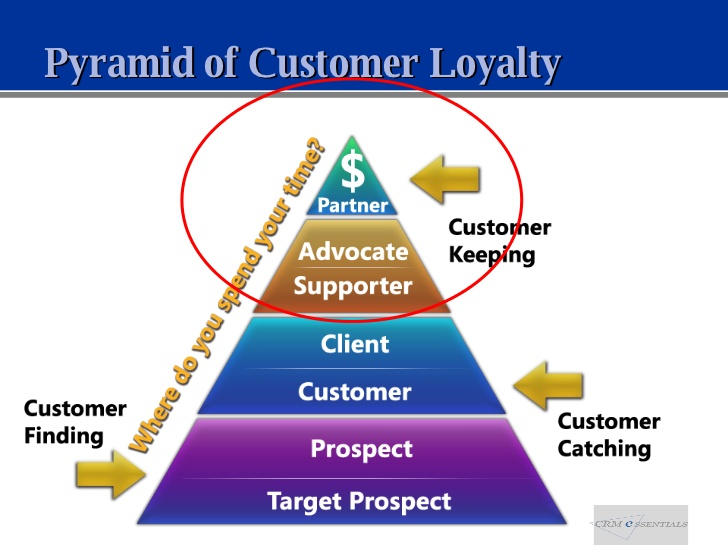 Pyramid of Customer Loyalty
Where do you spend your time?
$
Partner
Customer
Keeping
Advocate
Supporter
Client
Customer
Customer
Catching
Customer
Finding
Prospect
Target Prospect
CRM eSSENTIALS